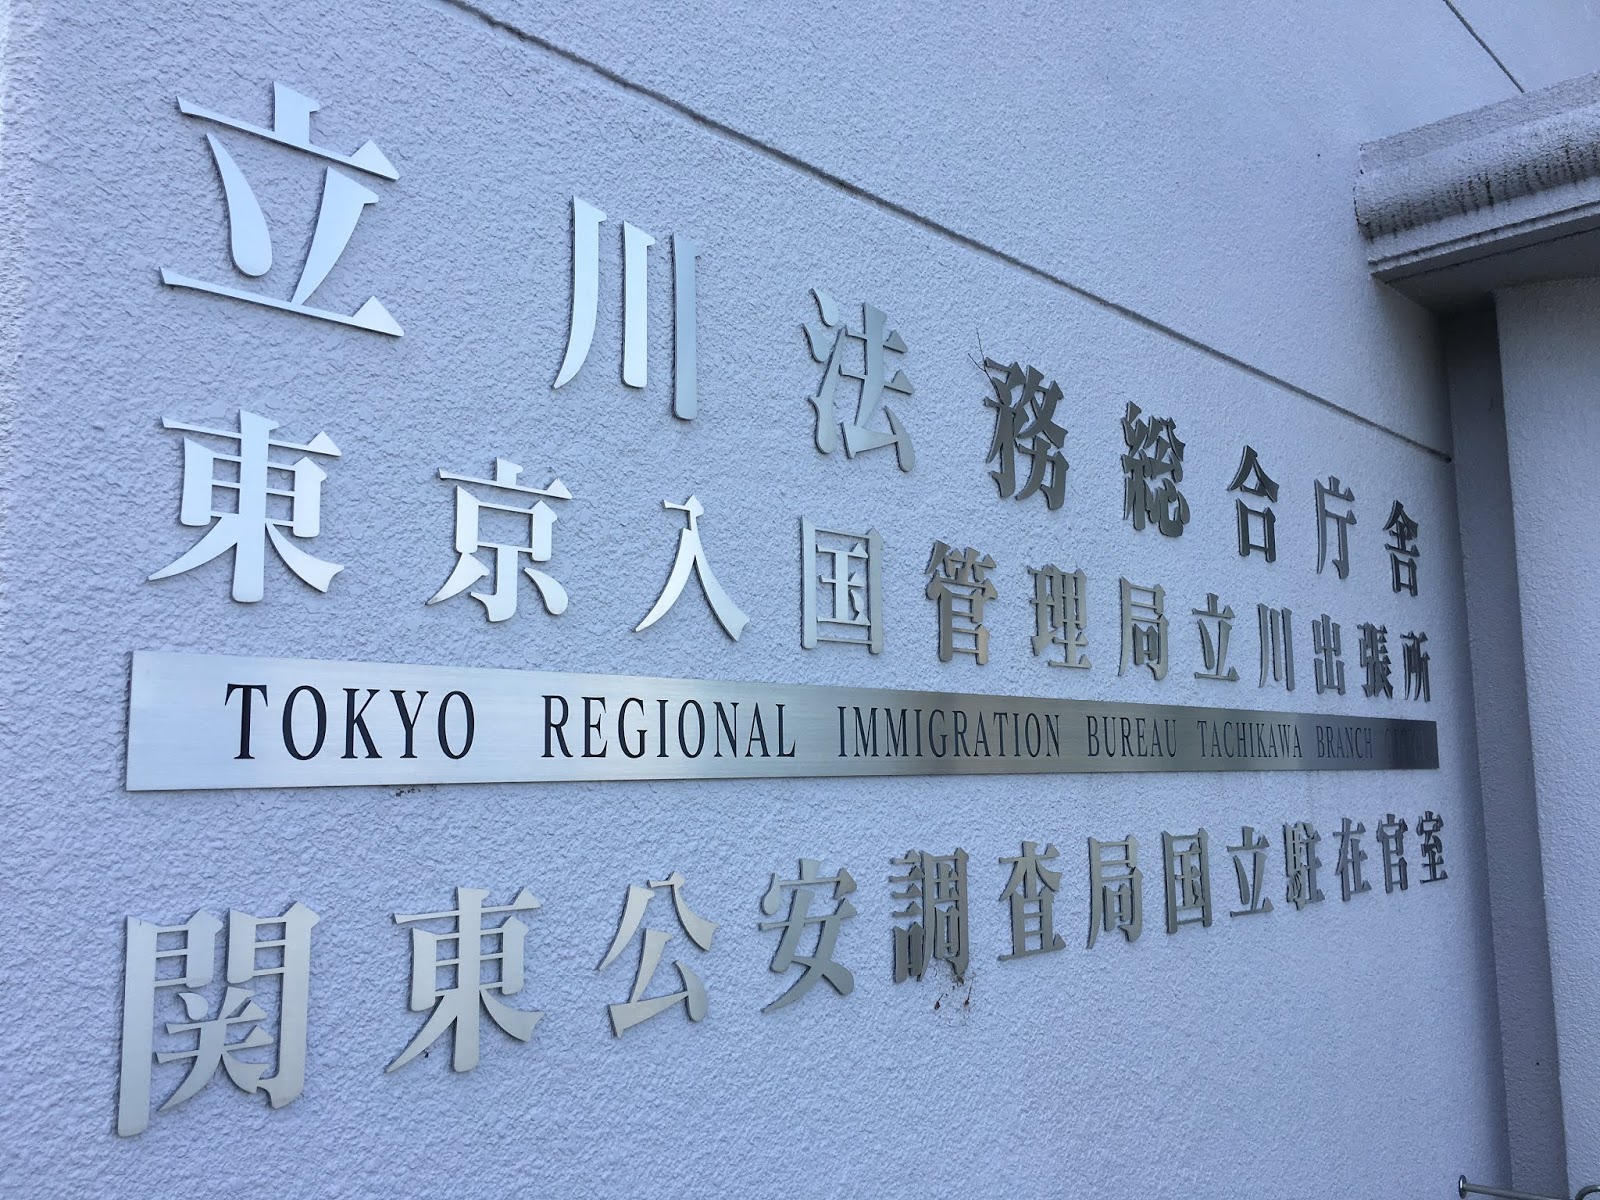 立川法務総合庁舎
東京入国管理局立川出張所
TOKYO REGIONAL IMMIGRATION BUREAU TACHIKAWA BRANCH
関東公安調査局国立駐在官室